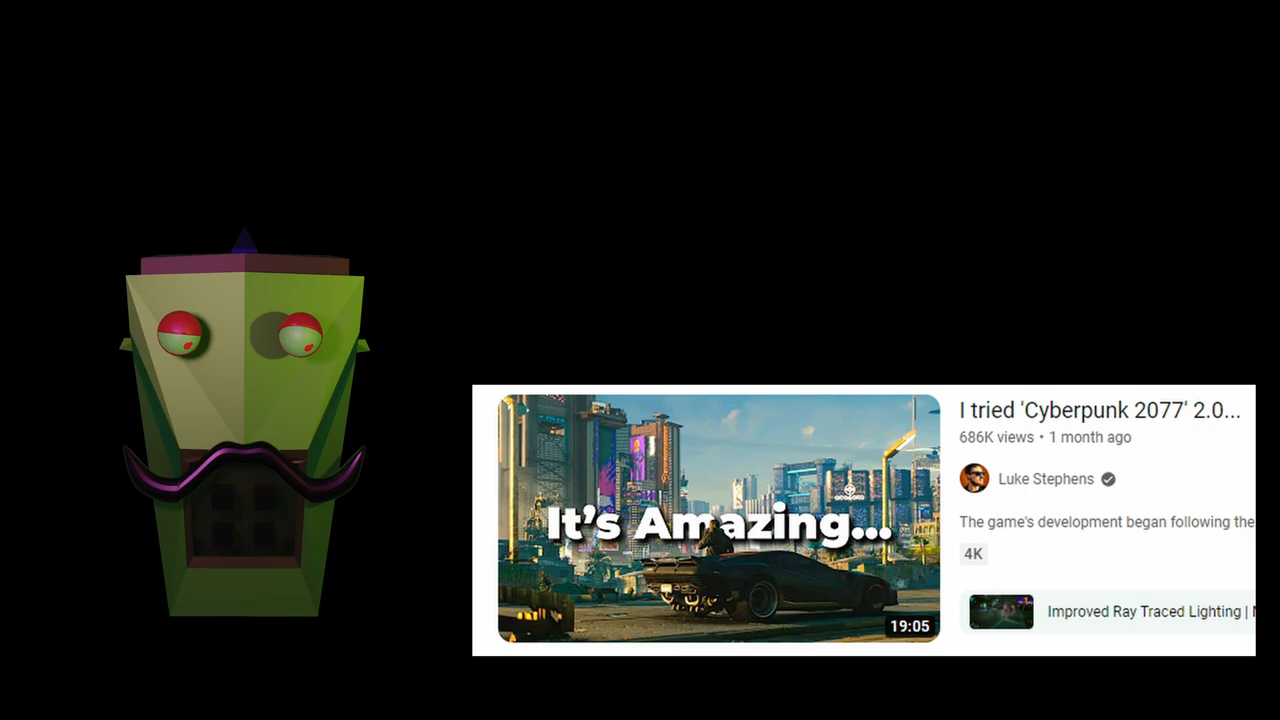 It's Amazing...
19:05
I tried 'Cyberpunk 2077' 2.0...
686K views • 1 month ago
Luke Stephens
The game's development began following the
4K
Improved Ray Traced Lighting |